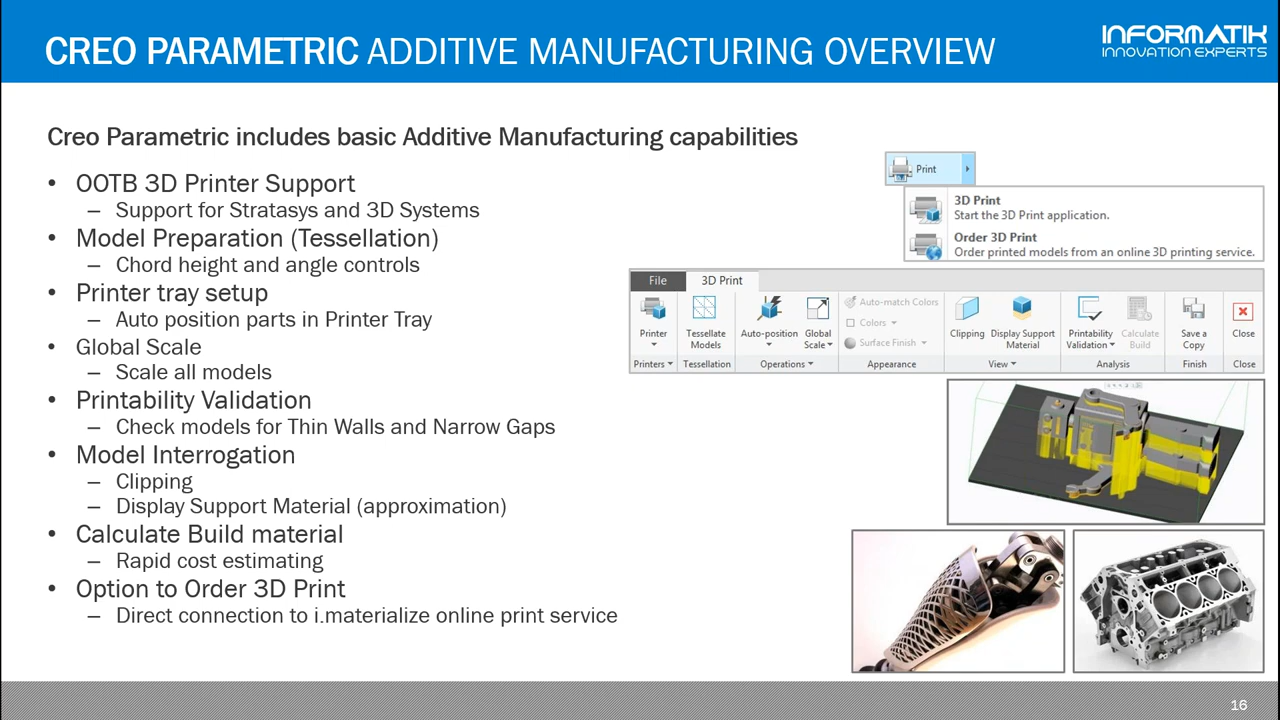 CREO PARAMETRIC ADDITIVE MANUFACTURING OVERVIEW
INFORMATIK
INNOVATION EXPERTS
Creo Parametric includes basic Additive Manufacturing capabilities
• OOTB 3D Printer Support
– Support for Stratasys and 3D Systems
• Model Preparation (Tessellation)
– Chord height and angle controls
• Printer tray setup
– Auto position parts in Printer Tray
• Global Scale
– Scale all models
• Printability Validation
– Check models for Thin Walls and Narrow Gaps
• Model Interrogation
– Clipping
– Display Support Material (approximation)
• Calculate Build material
– Rapid cost estimating
• Option to Order 3D Print
– Direct connection to i.materialize online print service
Print
3D Print
Start the 3D Print application.
Order 3D Print
Order printed models from an online 3D printing service.
File 3D Print
Printer
Tessellate
Models
Auto-position
Global
Scale
Auto-match Colors
Colors
Surface Finish
Clipping
Display Support
Material
Printability
Validation
Calculate
Build
Save a
Copy
Close
Printers Tessellation Operations Appearance View Analysis Finish Close
16